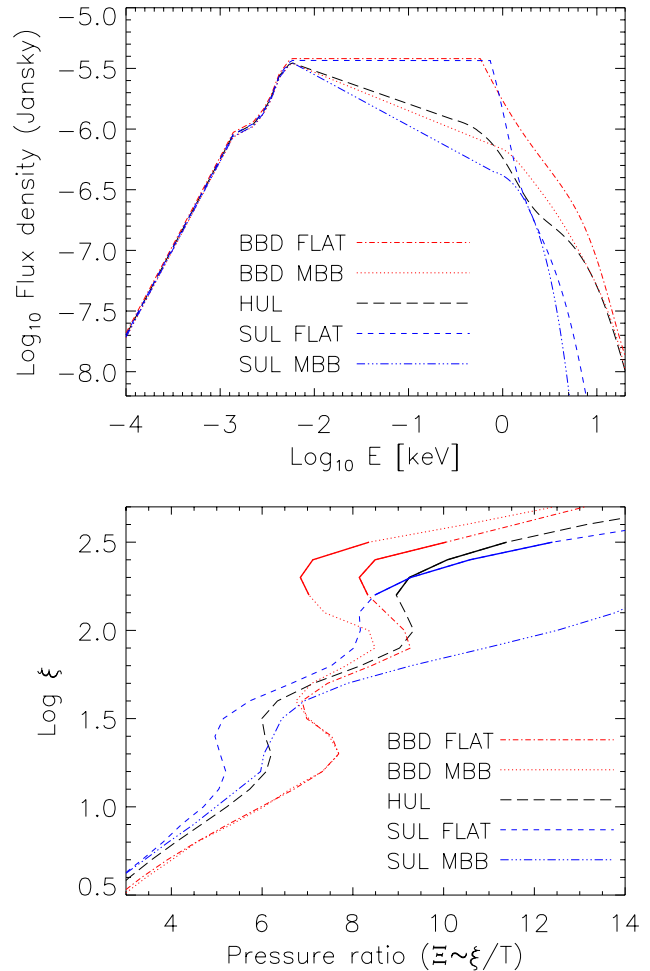 −5.0
−5.5
−6.0
−6.5
−7.0
−7.5
−8.0
Log₁₀ Flux density (Jansky)
BBD FLAT
BBD MBB
HUL
SUL FLAT
SUL MBB
−4 −3 −2 −1 0 1
Log₁₀ E [keV]
2.5
2.0
1.5
1.0
0.5
Log ξ
BBD FLAT
BBD MBB
HUL
SUL FLAT
SUL MBB
4 6 8 10 12 14
Pressure ratio (Ξ~ξ/T)